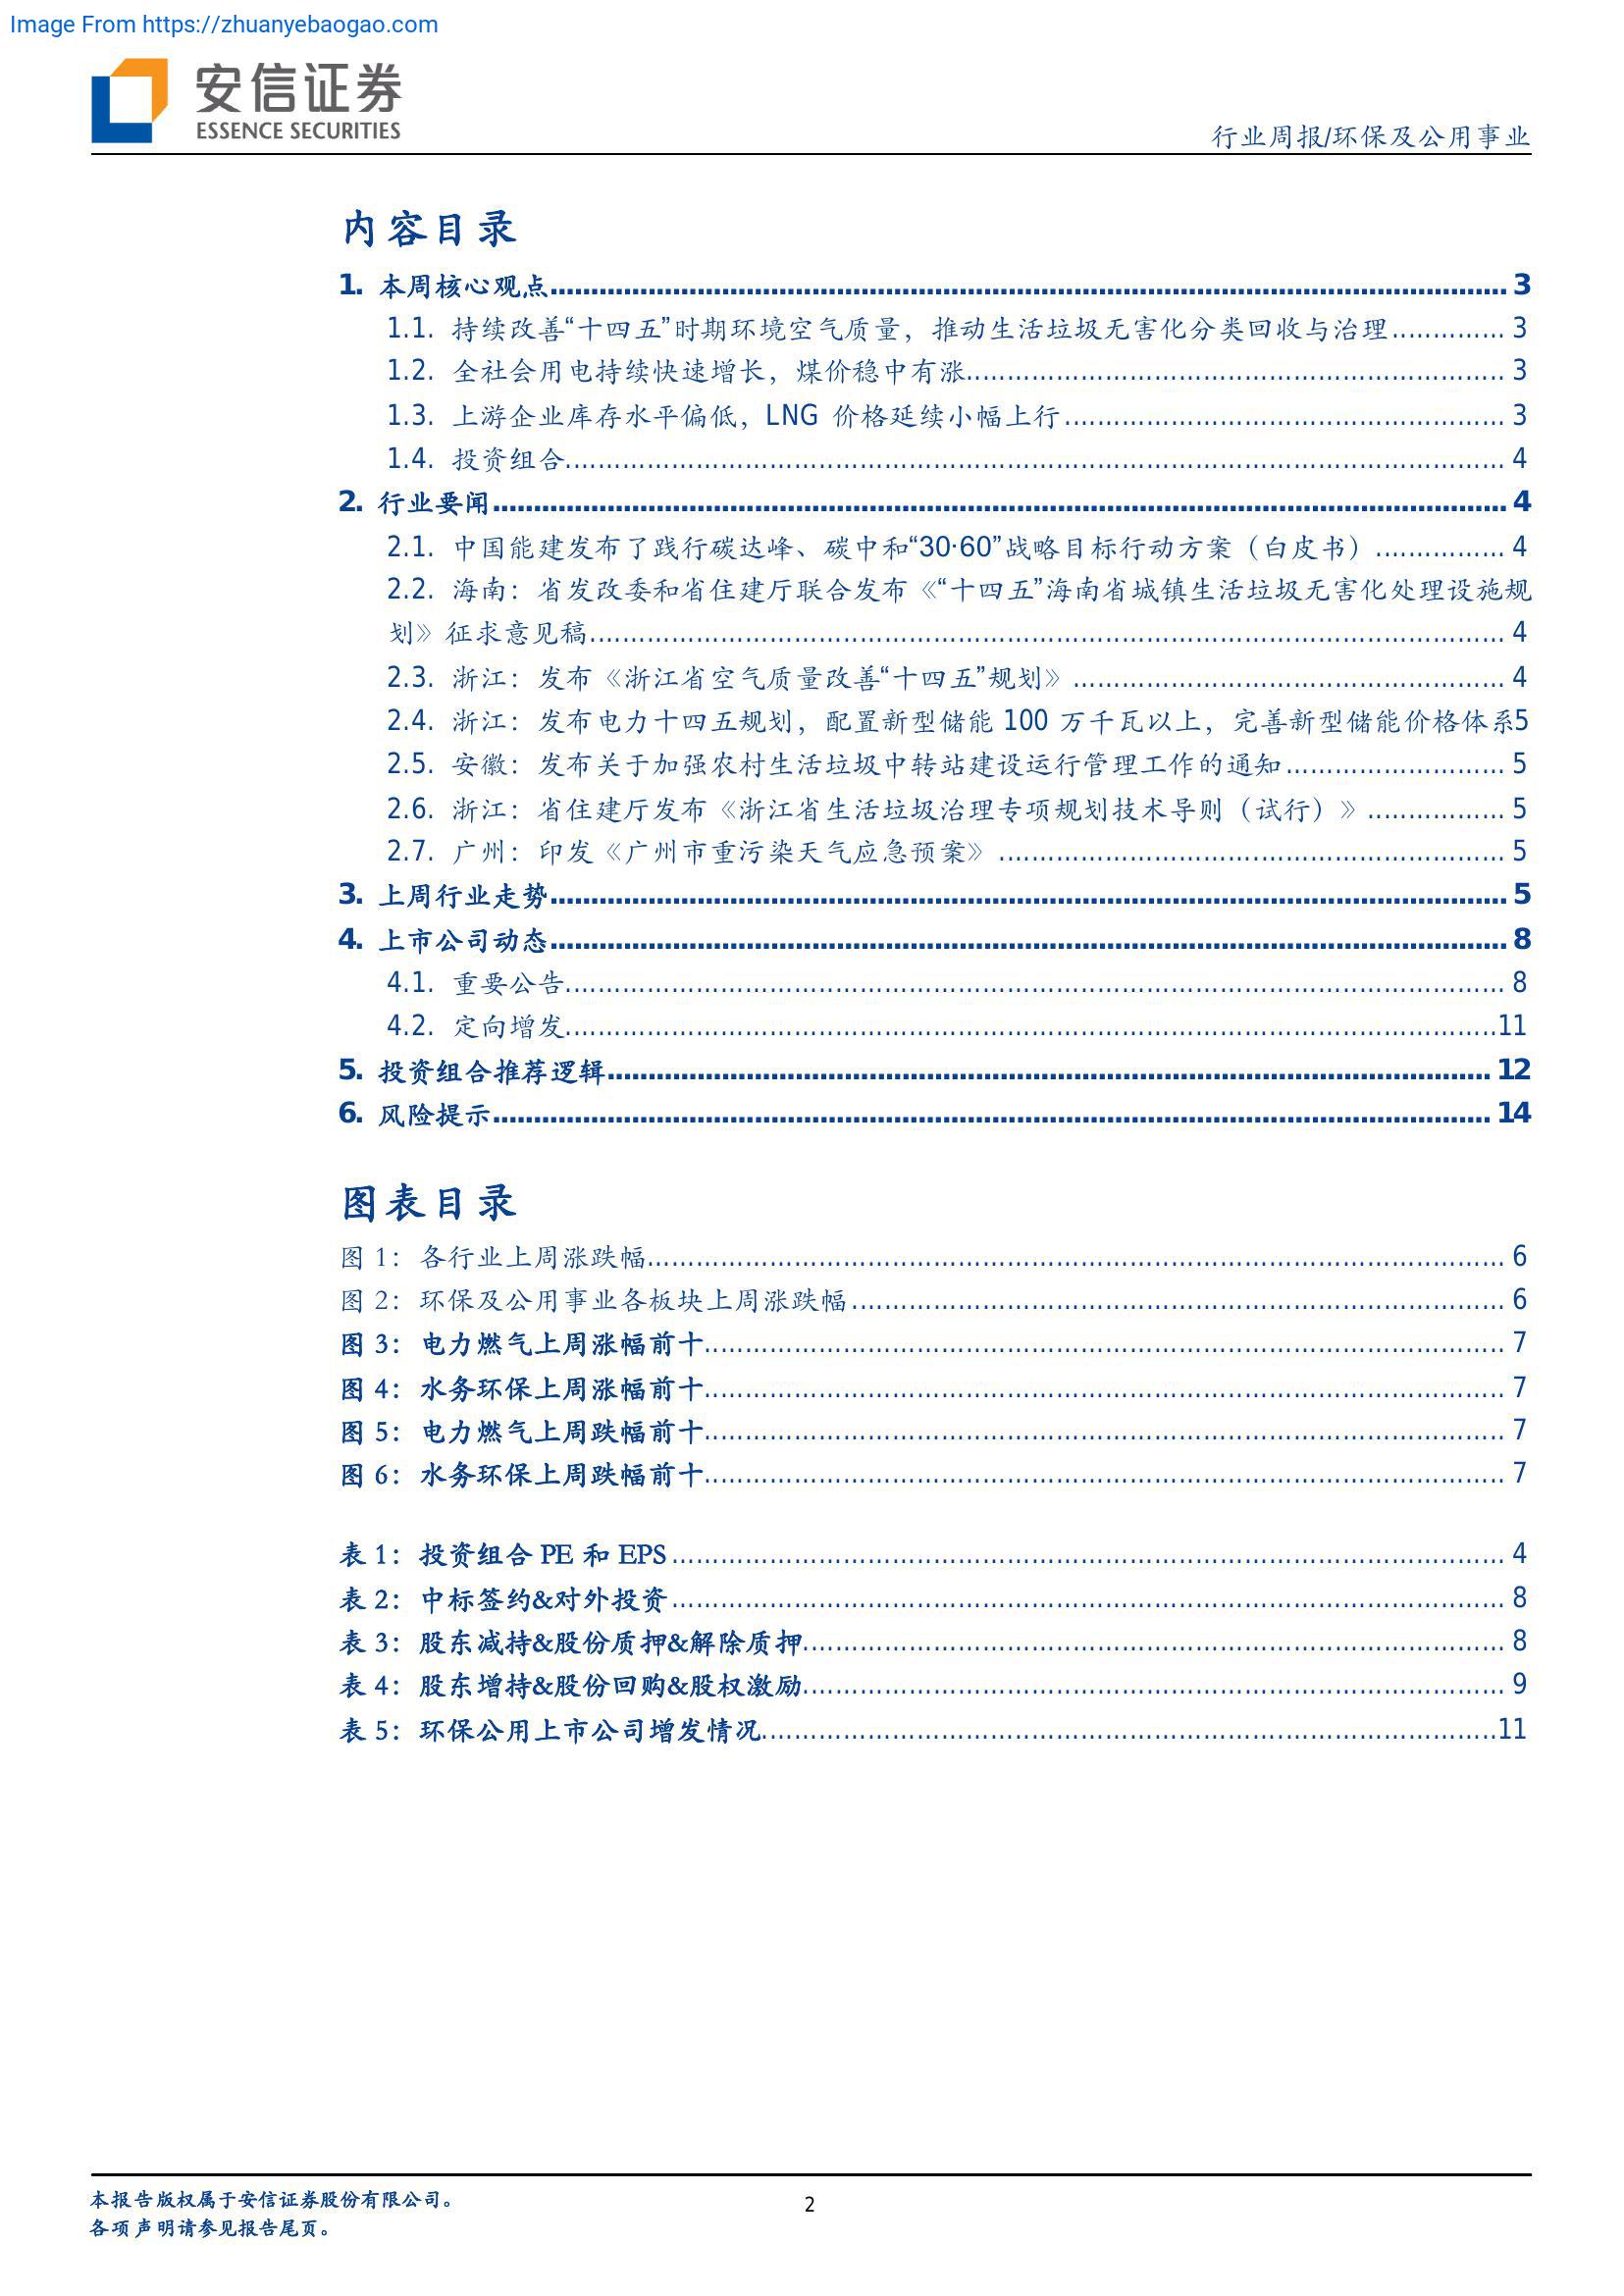 Image From https://zhuanyebaogao.com
安信证券
ESSENCE SECURITIES
行业周报/环保及公用事业
内容目录
1. 本周核心观点 3
1.1. 持续改善“十四五”时期环境空气质量，推动生活垃圾无害化分类回收与治理 3
1.2. 全社会用电持续快速增长，煤价稳中有涨 3
1.3. 上游企业库存水平偏低，LNG 价格延续小幅上行 3
1.4. 投资组合 4
2. 行业要闻 4
2.1. 中国能建发布了践行碳达峰、碳中和“30·60”战略目标行动方案（白皮书） 4
2.2. 海南：省发改委和省住建厅联合发布《“十四五”海南省城镇生活垃圾无害化处理设施规
划》征求意见稿 4
2.3. 浙江：发布《浙江省空气质量改善“十四五”规划》 4
2.4. 浙江：发布电力十四五规划，配置新型储能 100 万千瓦以上，完善新型储能价格体系5
2.5. 安徽：发布关于加强农村生活垃圾中转站建设运行管理工作的通知 5
2.6. 浙江：省住建厅发布《浙江省生活垃圾治理专项规划技术导则（试行）》 5
2.7. 广州：印发《广州市重污染天气应急预案》 5
3. 上周行业走势 5
4. 上市公司动态 8
4.1. 重要公告 8
4.2. 定向增发 11
5. 投资组合推荐逻辑 12
6. 风险提示 14
图表目录
图 1：各行业上周涨跌幅 6
图 2：环保及公用事业各板块上周涨跌幅 6
图 3：电力燃气上周涨幅前十 7
图 4：水务环保上周涨幅前十 7
图 5：电力燃气上周跌幅前十 7
图 6：水务环保上周跌幅前十 7
表 1：投资组合 PE 和 EPS 4
表 2：中标签约&对外投资 8
表 3：股东减持&股份质押&解除质押 8
表 4：股东增持&股份回购&股权激励 9
表 5：环保公用上市公司增发情况 11
本报告版权属于安信证券股份有限公司。
各项声明请参见报告尾页。
2